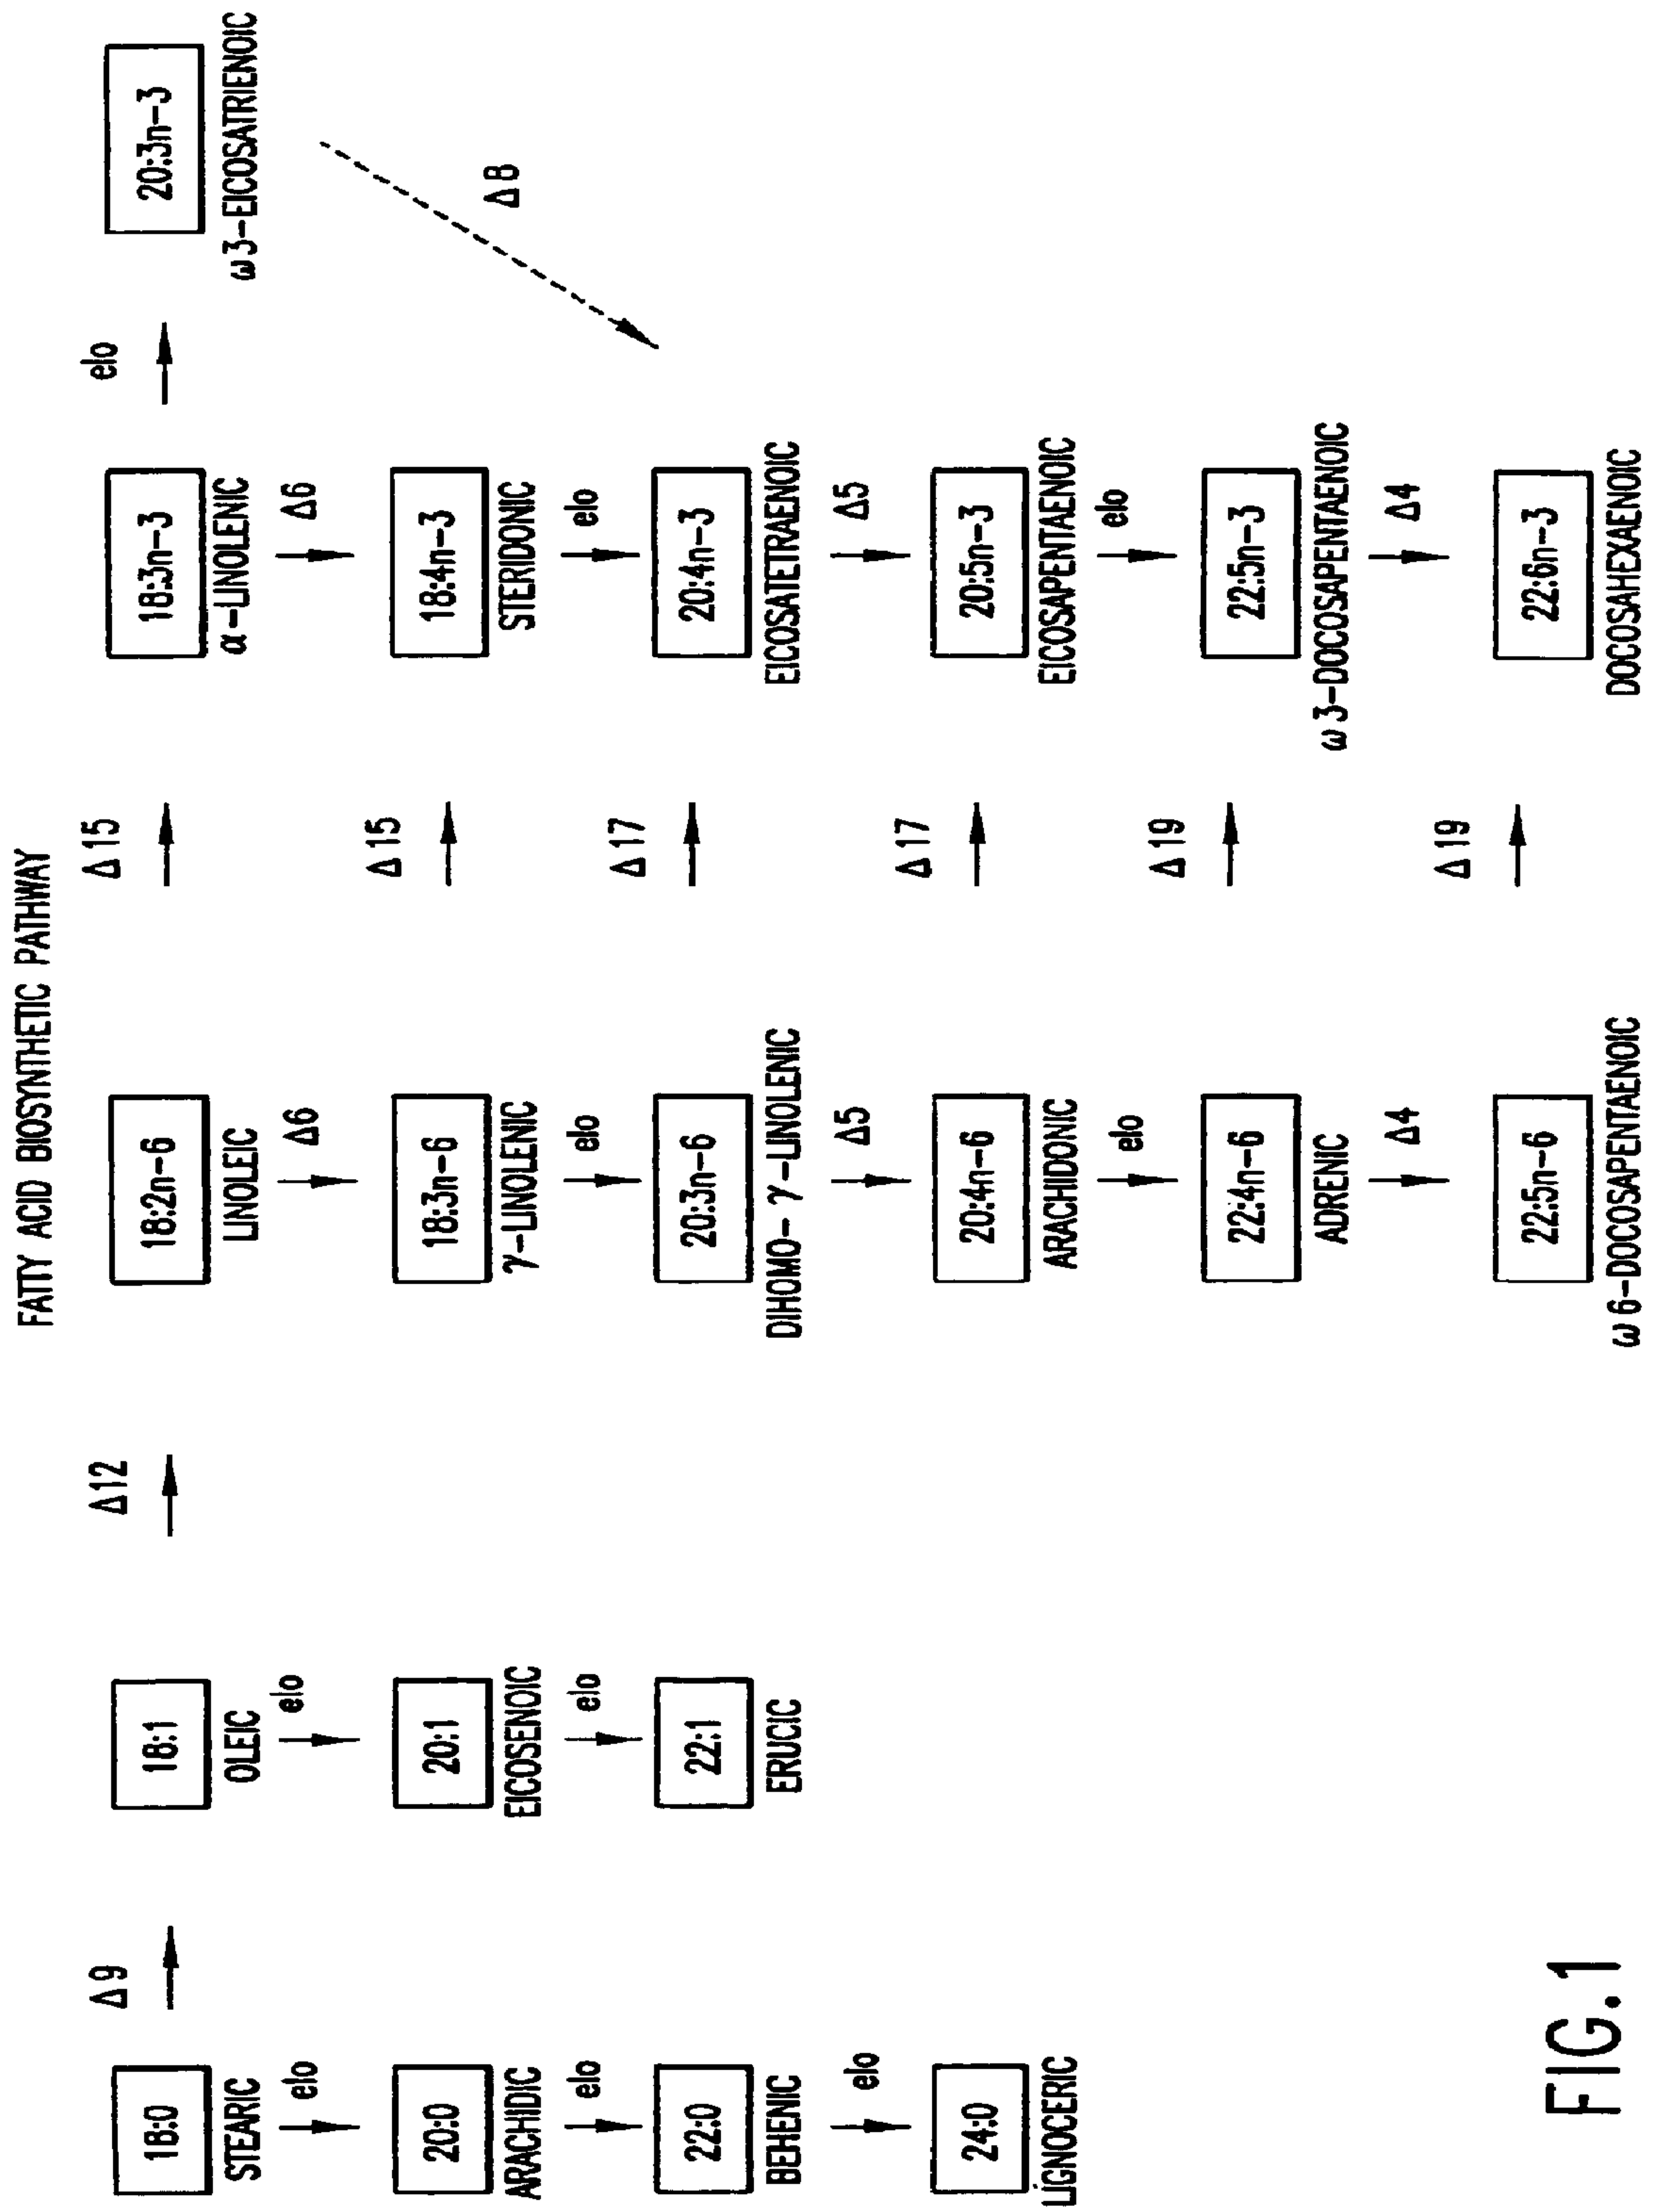 FATTY ACID BIOSYNTHETIC PATHWAY
Δ9
Δ12
Δ15
elo
18:0
18:1
18:2n-6
18:3n-3
20:3n-3
STEARIC
OLEIC
LINOLEIC
α-LINOLENIC
ω3-EICOSATRIENOIC
elo
elo
Δ6
Δ15
Δ6
20:0
20:1
18:3n-6
18:4n-3
Δ8
ARACHIDIC
EICOSENOIC
γ-LINOLENIC
STERIDONIC
elo
elo
elo
Δ17
elo
22:0
22:1
20:3n-6
20:4n-3
BEHENIC
ERUCIC
DIHOMO-γ-LINOLENIC
EICOSATETRAENOIC
elo
Δ5
Δ17
Δ5
24:0
20:4n-6
20:5n-3
LIGNOCERIC
ARACHIDONIC
EICOSAPENTAENOIC
elo
Δ19
elo
22:4n-6
22:5n-3
ADRENIC
ω3-DOCOSAPENTAENOIC
Δ4
Δ19
Δ4
22:5n-6
22:6n-3
ω6-DOCOSAPENTAENOIC
DOCOSAHEXAENOIC
FIG.1